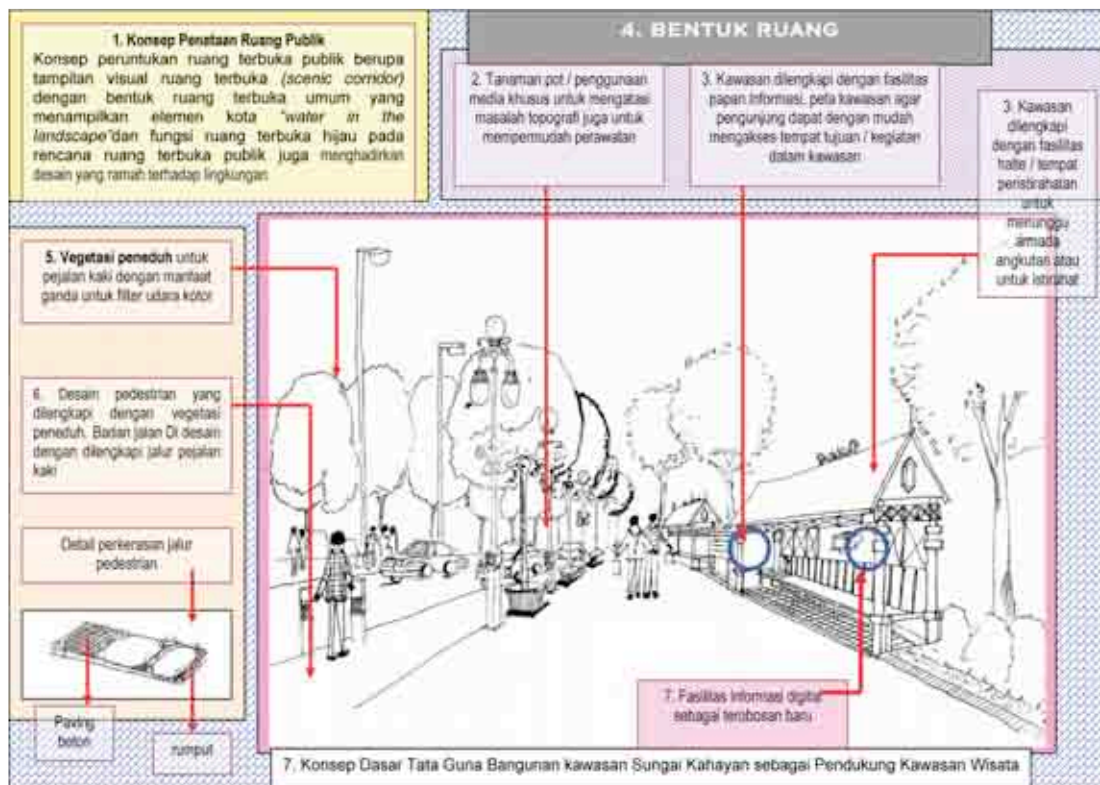 1. Konsep Penataan Ruang Publik
Konsep peruntukan ruang terbuka publik berupa
tampilan visual ruang terbuka (scenic corridor)
dengan bentuk ruang terbuka umum yang
menampilkan elemen kota "water in the
landscape"dan fungsi ruang terbuka hijau pada
rencana ruang terbuka publik juga menghadirkan
desain yang ramah terhadap lingkungan
4. BENTUK RUANG
2. Tanaman pot / penggunaan
media khusus untuk mengatasi
masalah topografi juga untuk
mempermudah perawatan
3. Kawasan dilengkapi dengan fasilitas
papan Informasi, peta kawasan agar
pengunjung dapat dengan mudah
mengakses tempat tujuan / kegiatan
dalam kawasan
3. Kawasan
dilengkapi
dengan fasilitas
halte / tempat
peristirahatan
untuk
menunggu
armada
angkutan atau
untuk istirahat
5. Vegetasi peneduh untuk
pejalan kaki dengan manfaat
ganda untuk filter udara kotor
6. Desain pedestrian yang
dilengkapi dengan vegetasi
peneduh. Badan jalan Di desain
dengan dilengkapi jalur pejalan
kaki
Detail perkerasan jalur
pedestrian
Paving
beton
rumput
7. Fasilitas Informasi digital
sebagai terobosan baru
7. Konsep Dasar Tata Guna Bangunan kawasan Sungai Kahayan sebagai Pendukung Kawasan Wisata